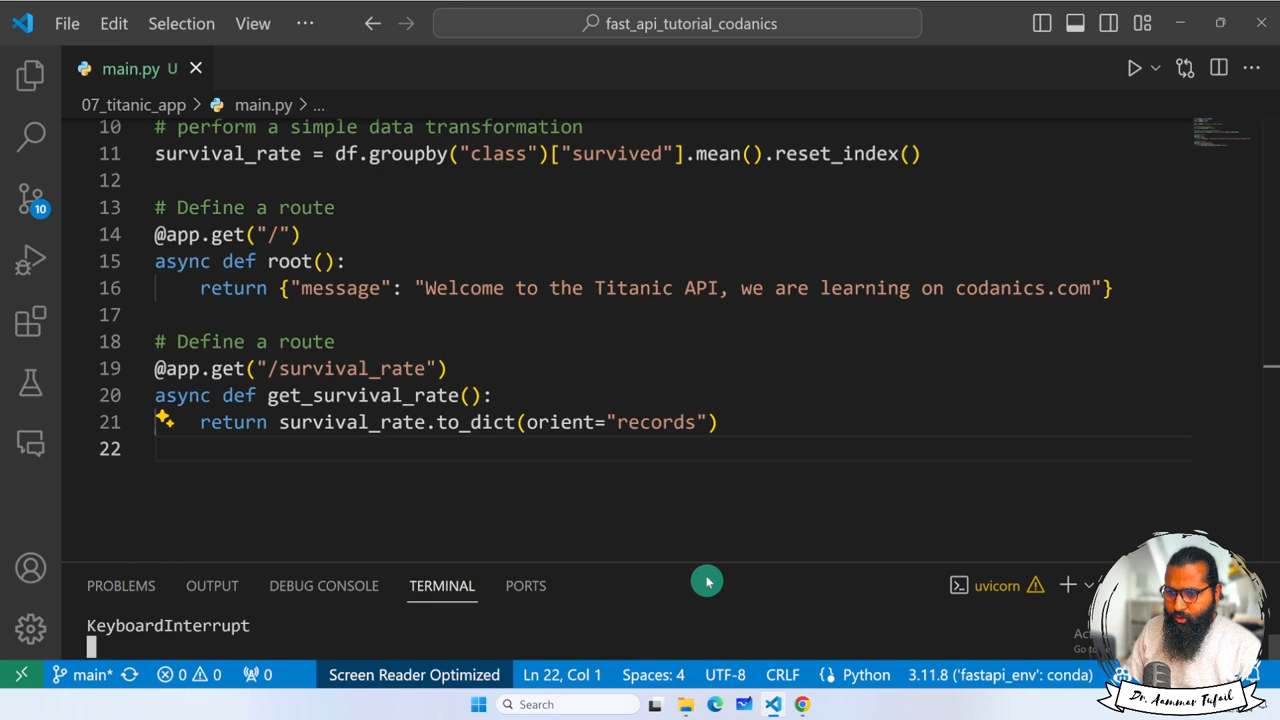 File Edit Selection View ··· fast_api_tutorial_codanics
main.py U
07_titanic_app > main.py > ...
10 # perform a simple data transformation
11 survival_rate = df.groupby("class")["survived"].mean().reset_index()
12
13 # Define a route
14 @app.get("/")
15 async def root():
16 return {"message": "Welcome to the Titanic API, we are learning on codanics.com"}
17
18 # Define a route
19 @app.get("/survival_rate")
20 async def get_survival_rate():
21 return survival_rate.to_dict(orient="records")
22
10
PROBLEMS OUTPUT DEBUG CONSOLE TERMINAL PORTS uvicorn
KeyboardInterrupt
Go to
main* 0 0 0 Screen Reader Optimized Ln 22, Col 1 Spaces: 4 UTF-8 CRLF Python 3.11.8 ('fastapi_env': conda)
Search
Dr. Aammar Tufail